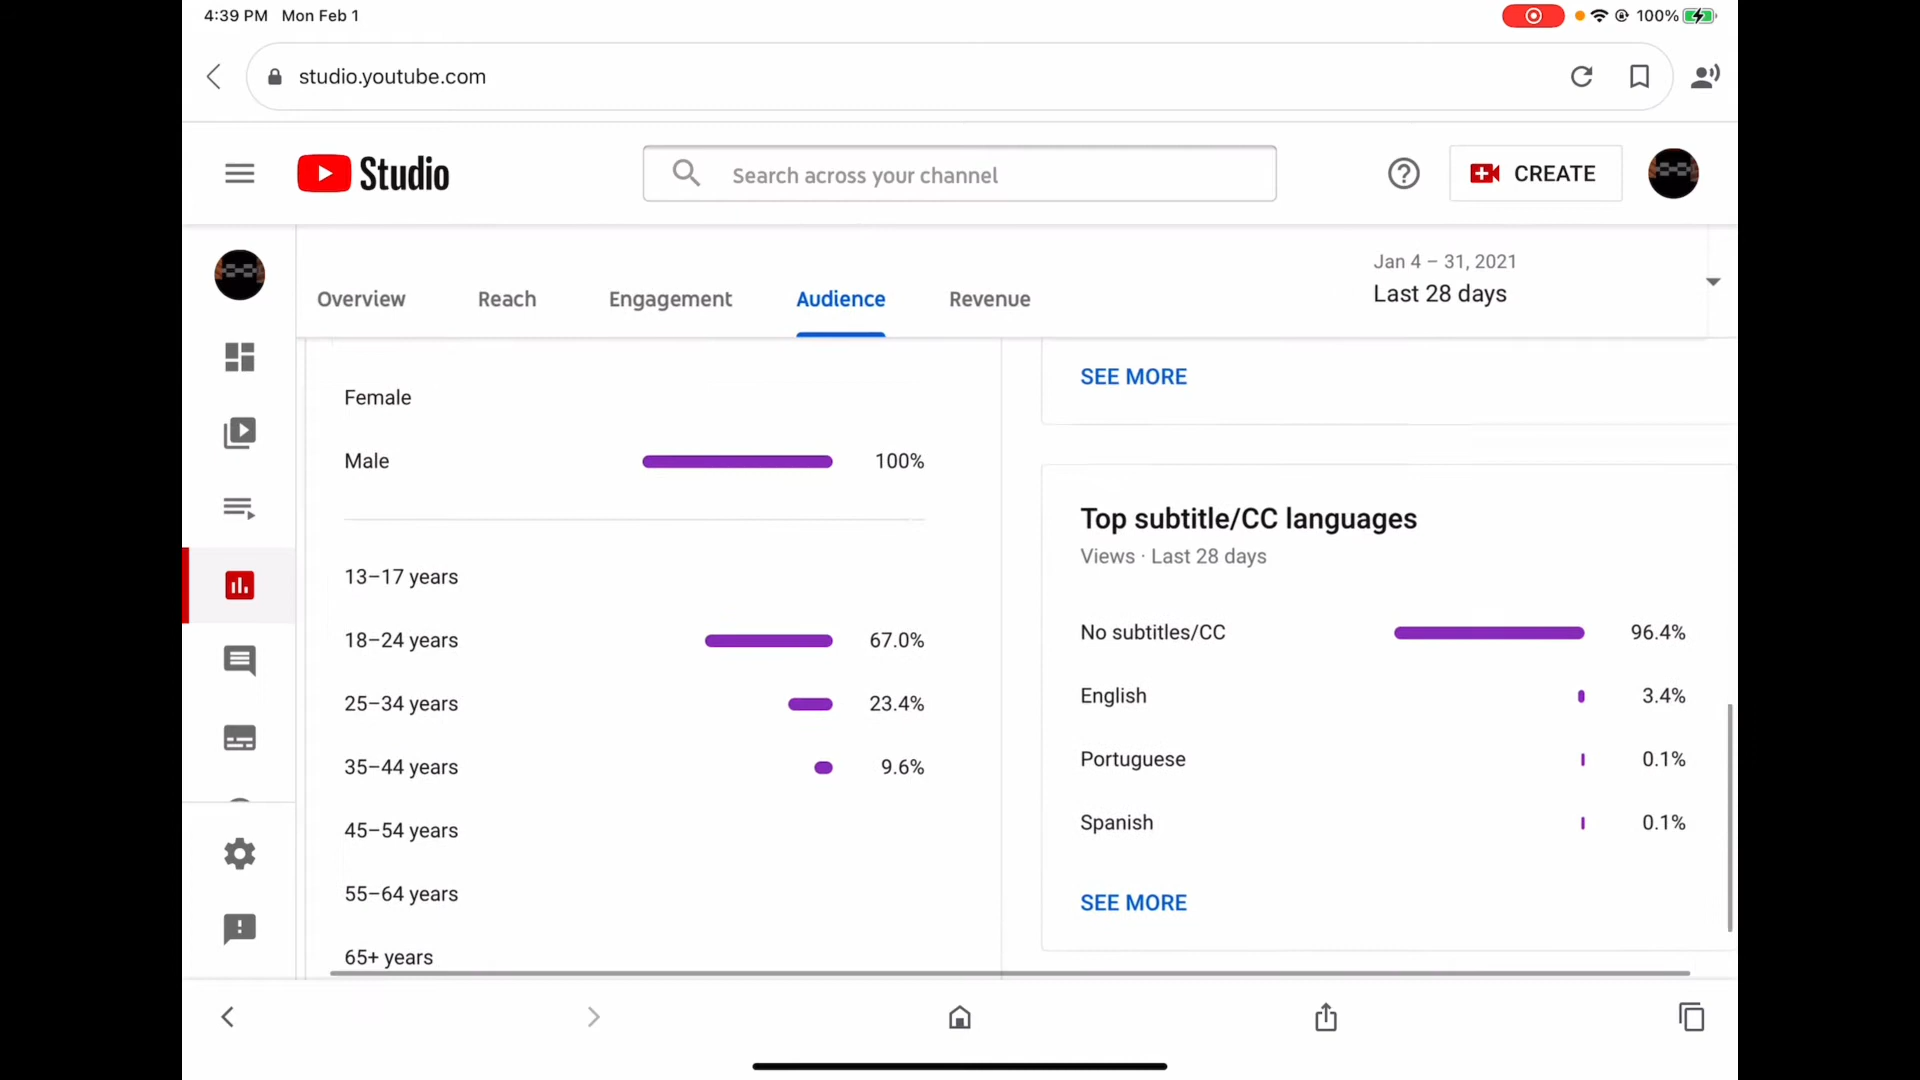 4:39 PM Mon Feb 1
100%
studio.youtube.com
Studio
Search across your channel
CREATE
Overview
Reach
Engagement
Audience
Revenue
Jan 4 – 31, 2021
Last 28 days
Female
Male 100%
13–17 years
18–24 years 67.0%
25–34 years 23.4%
35–44 years 9.6%
45–54 years
55–64 years
65+ years
SEE MORE
Top subtitle/CC languages
Views · Last 28 days
No subtitles/CC 96.4%
English 3.4%
Portuguese 0.1%
Spanish 0.1%
SEE MORE